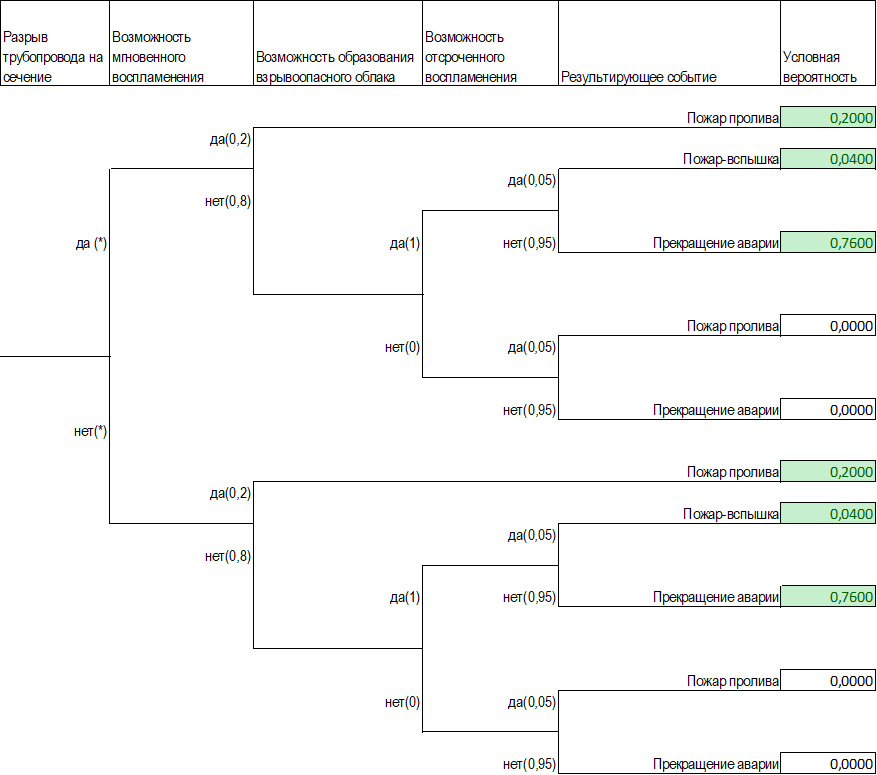 Разрыв трубопровода на сечение
Возможность мгновенного воспламенения
Возможность образования взрывоопасного облака
Возможность отсроченного воспламенения
Результирующее событие
Условная вероятность
Пожар пролива 0,2000
да(0,2)
Пожар-вспышка 0,0400
да(0,05)
нет(0,8)
да (*)
да(1)
нет(0,95)
Прекращение аварии 0,7600
Пожар пролива 0,0000
нет(0)
да(0,05)
нет(0,95)
Прекращение аварии 0,0000
нет(*)
Пожар пролива 0,2000
да(0,2)
Пожар-вспышка 0,0400
да(0,05)
нет(0,8)
да(1)
нет(0,95)
Прекращение аварии 0,7600
Пожар пролива 0,0000
нет(0)
да(0,05)
нет(0,95)
Прекращение аварии 0,0000